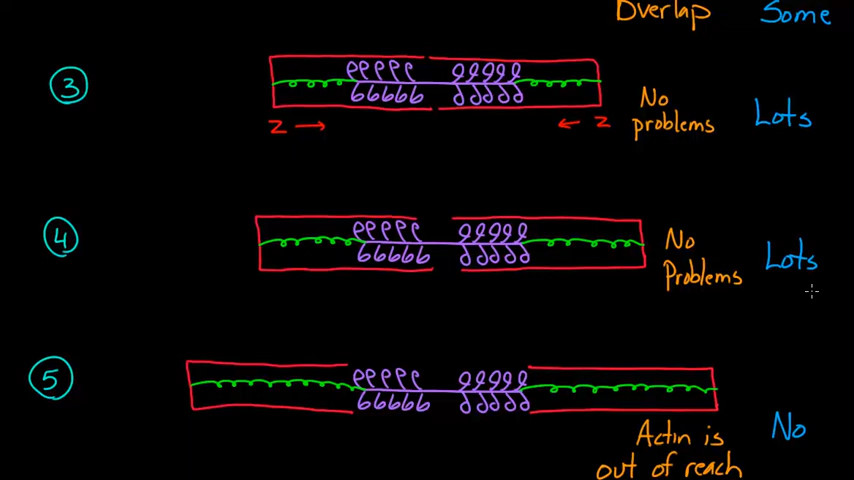 Overlap Some
3
No
problems
Lots
Z → ← Z
4
No
Problems
Lots
5
Actin is
out of reach
No